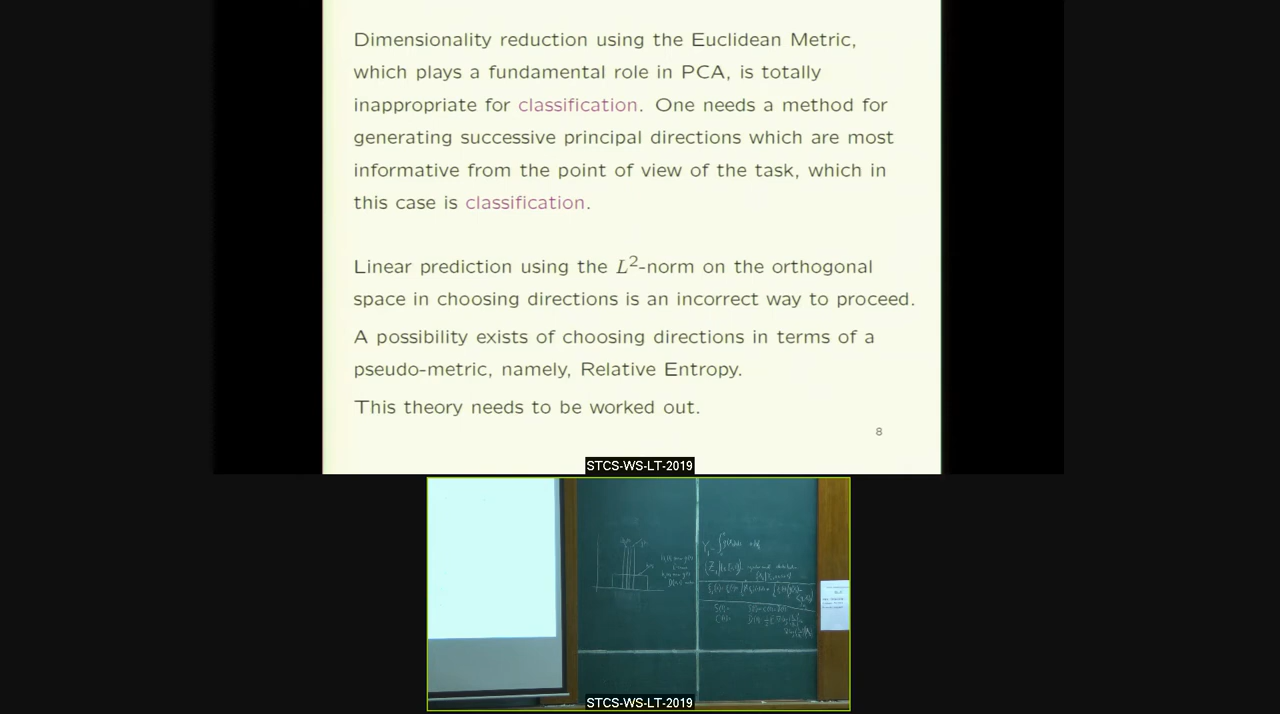 Dimensionality reduction using the Euclidean Metric,
which plays a fundamental role in PCA, is totally
inappropriate for classification. One needs a method for
generating successive principal directions which are most
informative from the point of view of the task, which in
this case is classification.
Linear prediction using the L²-norm on the orthogonal
space in choosing directions is an incorrect way to proceed.
A possibility exists of choosing directions in terms of a
pseudo-metric, namely, Relative Entropy.
This theory needs to be worked out.
8
STCS-WS-LT-2019
STCS-WS-LT-2019